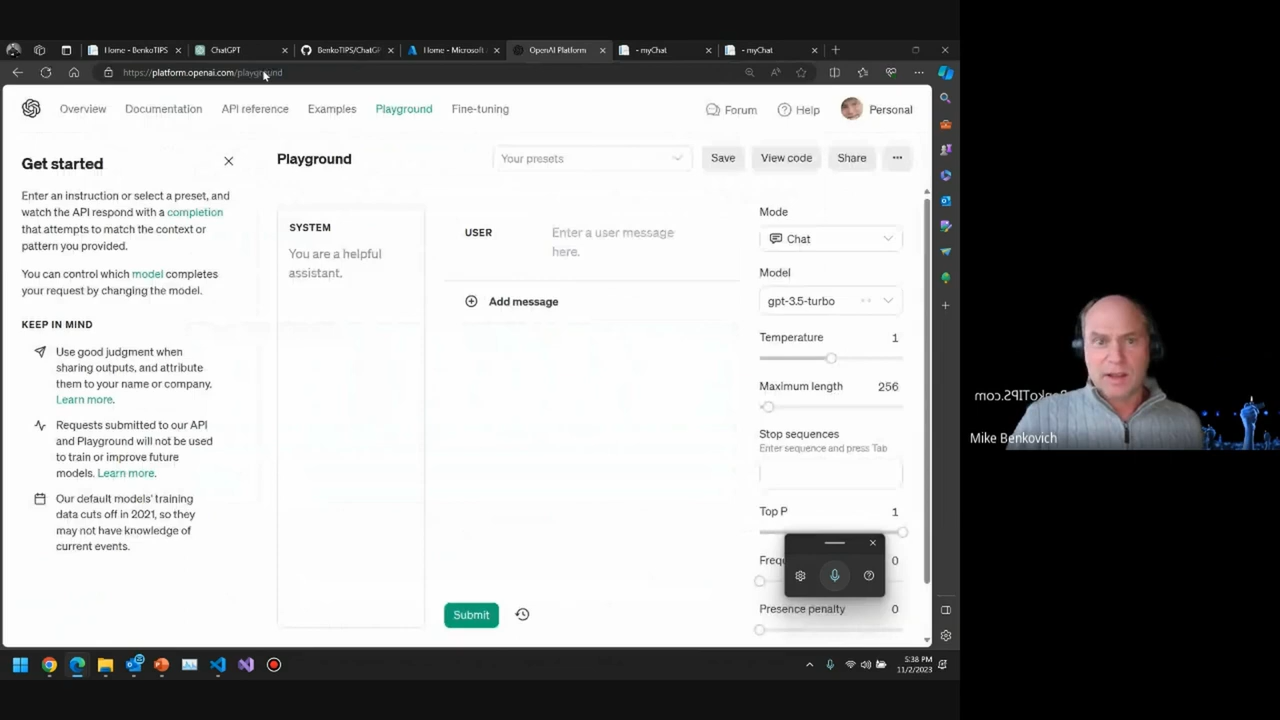 Home - BenkoTIPS
ChatGPT
BenkoTIPS/ChatGP
Home - Microsoft
OpenAI Platform
- myChat
- myChat
https://platform.openai.com/playground
Overview
Documentation
API reference
Examples
Playground
Fine-tuning
Forum
Help
Personal
Get started
Enter an instruction or select a preset, and
watch the API respond with a completion
that attempts to match the context or
pattern you provided.
You can control which model completes
your request by changing the model.
KEEP IN MIND
Use good judgment when
sharing outputs, and attribute
them to your name or company.
Learn more.
Requests submitted to our API
and Playground will not be used
to train or improve future
models. Learn more.
Our default models' training
data cuts off in 2021, so they
may not have knowledge of
current events.
Playground
Your presets
Save
View code
Share
SYSTEM
You are a helpful
assistant.
USER
Enter a user message
here.
Add message
Submit
Mode
Chat
Model
gpt-3.5-turbo
Temperature 1
Maximum length 256
Stop sequences
Enter sequence and press Tab
Top P 1
Frequ 0
Presence penalty 0
5:38 PM
11/2/2023
Mike Benkovich